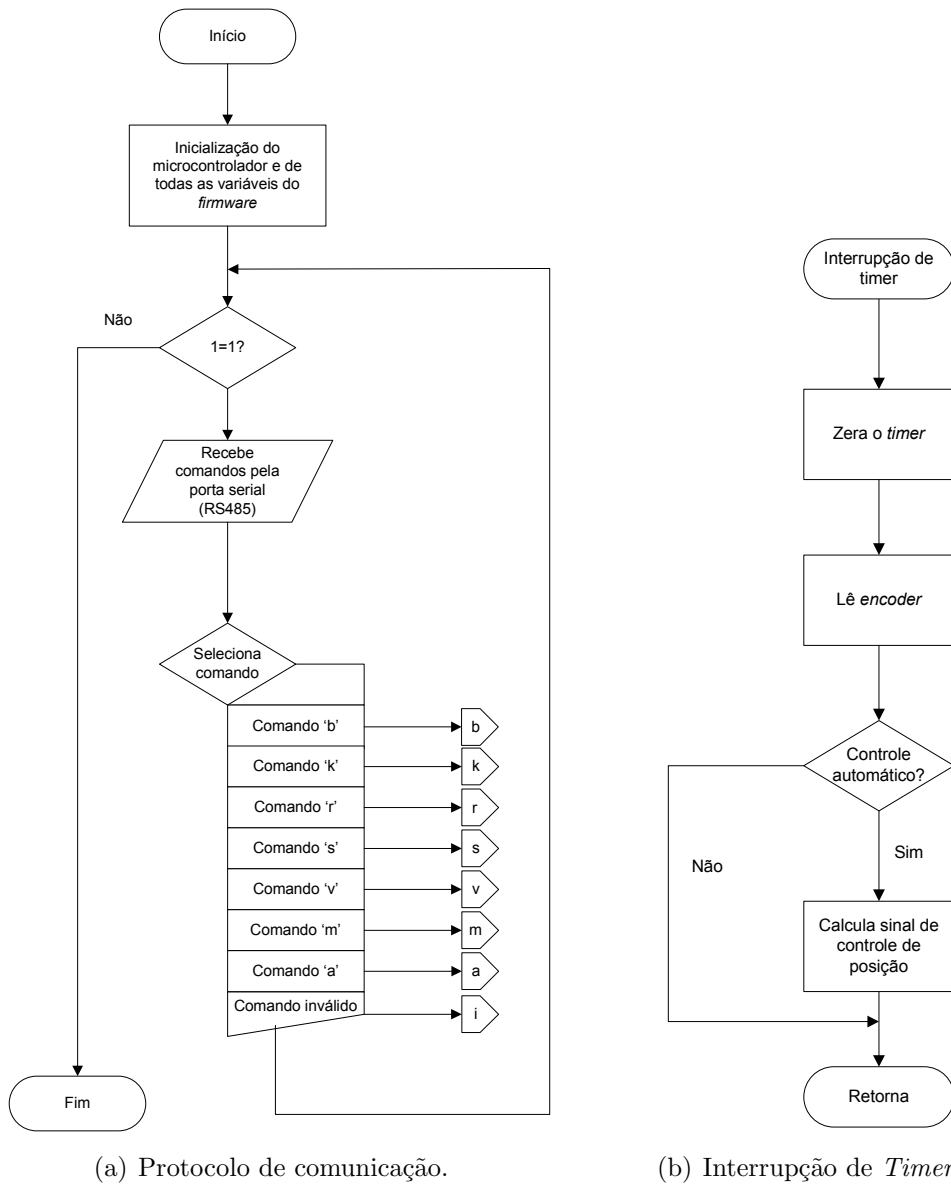 Início
Inicialização do
microcontrolador e de
todas as variáveis do
firmware
Não
1=1?
Recebe
comandos pela
porta serial
(RS485)
Seleciona
comando
Comando ‘b’
b
Comando ‘k’
k
Comando ‘r’
r
Comando ‘s’
s
Comando ‘v’
v
Comando ‘m’
m
Comando ‘a’
a
Comando inválido
i
Fim
(a) Protocolo de comunicação.
Interrupção de
timer
Zera o timer
Lê encoder
Controle
automático?
Não
Sim
Calcula sinal de
controle de
posição
Retorna
(b) Interrupção de Timer